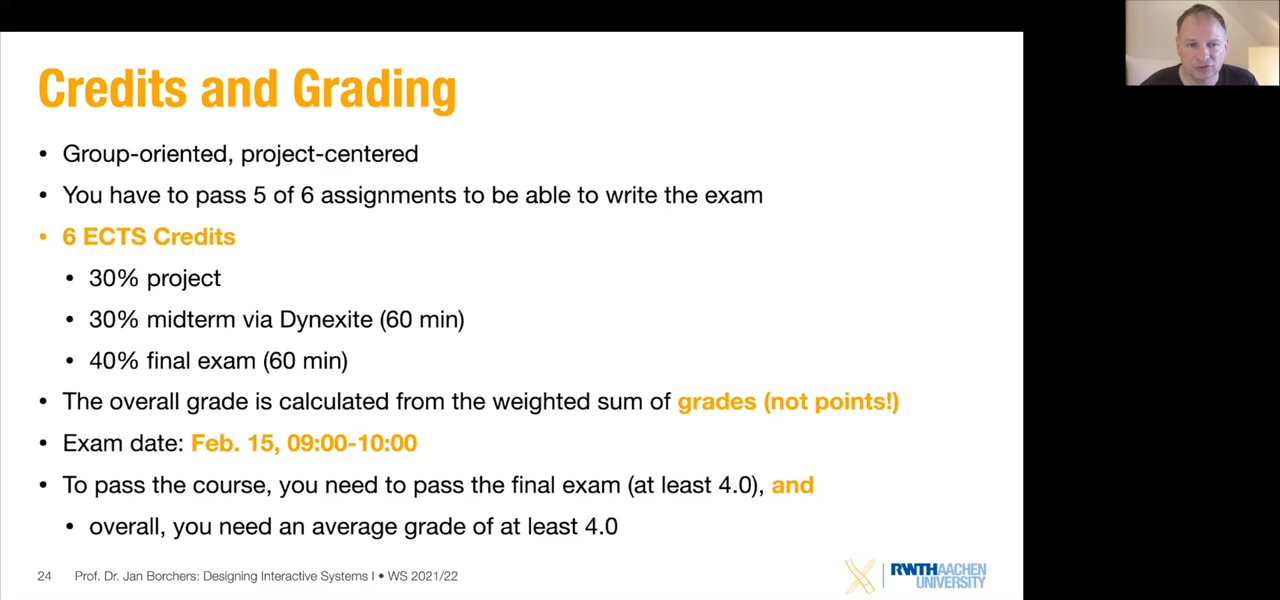 Credits and Grading
• Group-oriented, project-centered
• You have to pass 5 of 6 assignments to be able to write the exam
• 6 ECTS Credits
• 30% project
• 30% midterm via Dynexite (60 min)
• 40% final exam (60 min)
• The overall grade is calculated from the weighted sum of grades (not points!)
• Exam date: Feb. 15, 09:00-10:00
• To pass the course, you need to pass the final exam (at least 4.0), and
• overall, you need an average grade of at least 4.0
24 Prof. Dr. Jan Borchers: Designing Interactive Systems I • WS 2021/22
RWTHAACHEN
UNIVERSITY